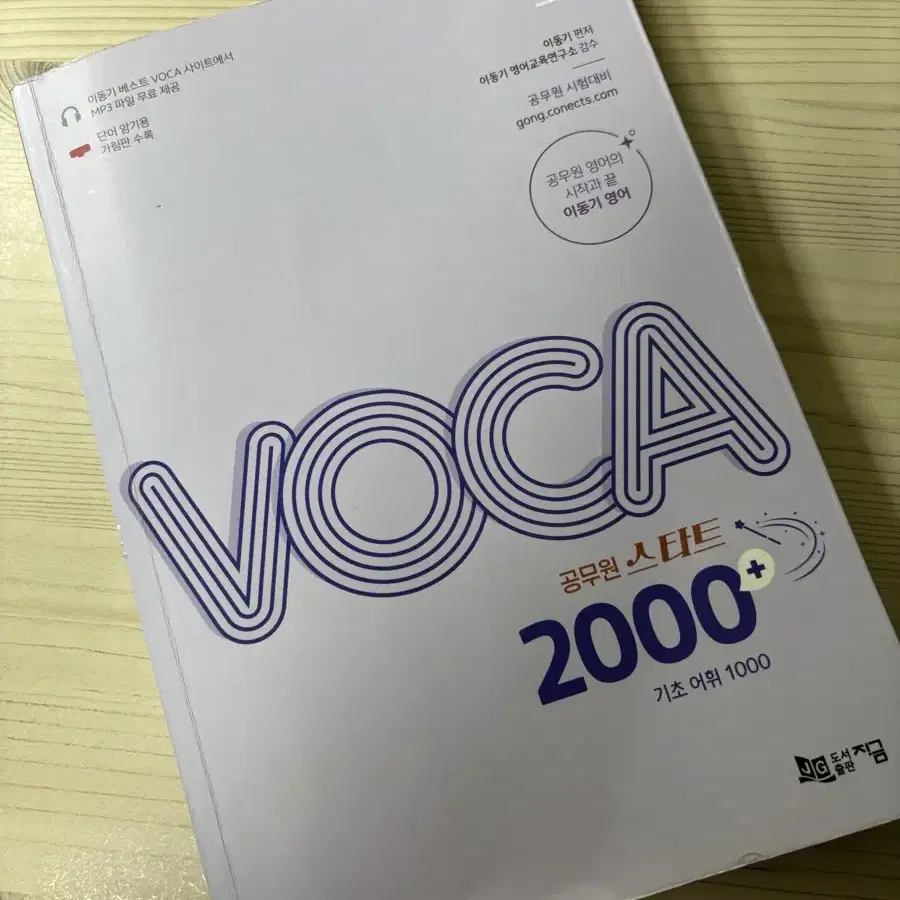 이동기 베스트 VOCA 사이트에서
MP3 파일 무료 제공
단어 암기용
가림판 수록
이동기 편저
이동기 영어교육연구소 감수
공무원 시험대비
gong.conects.com
공무원 영어의
시작과 끝
이동기 영어
VOCA
공무원 스타트
2000+
기초 어휘 1000
JG 도서출판 지금